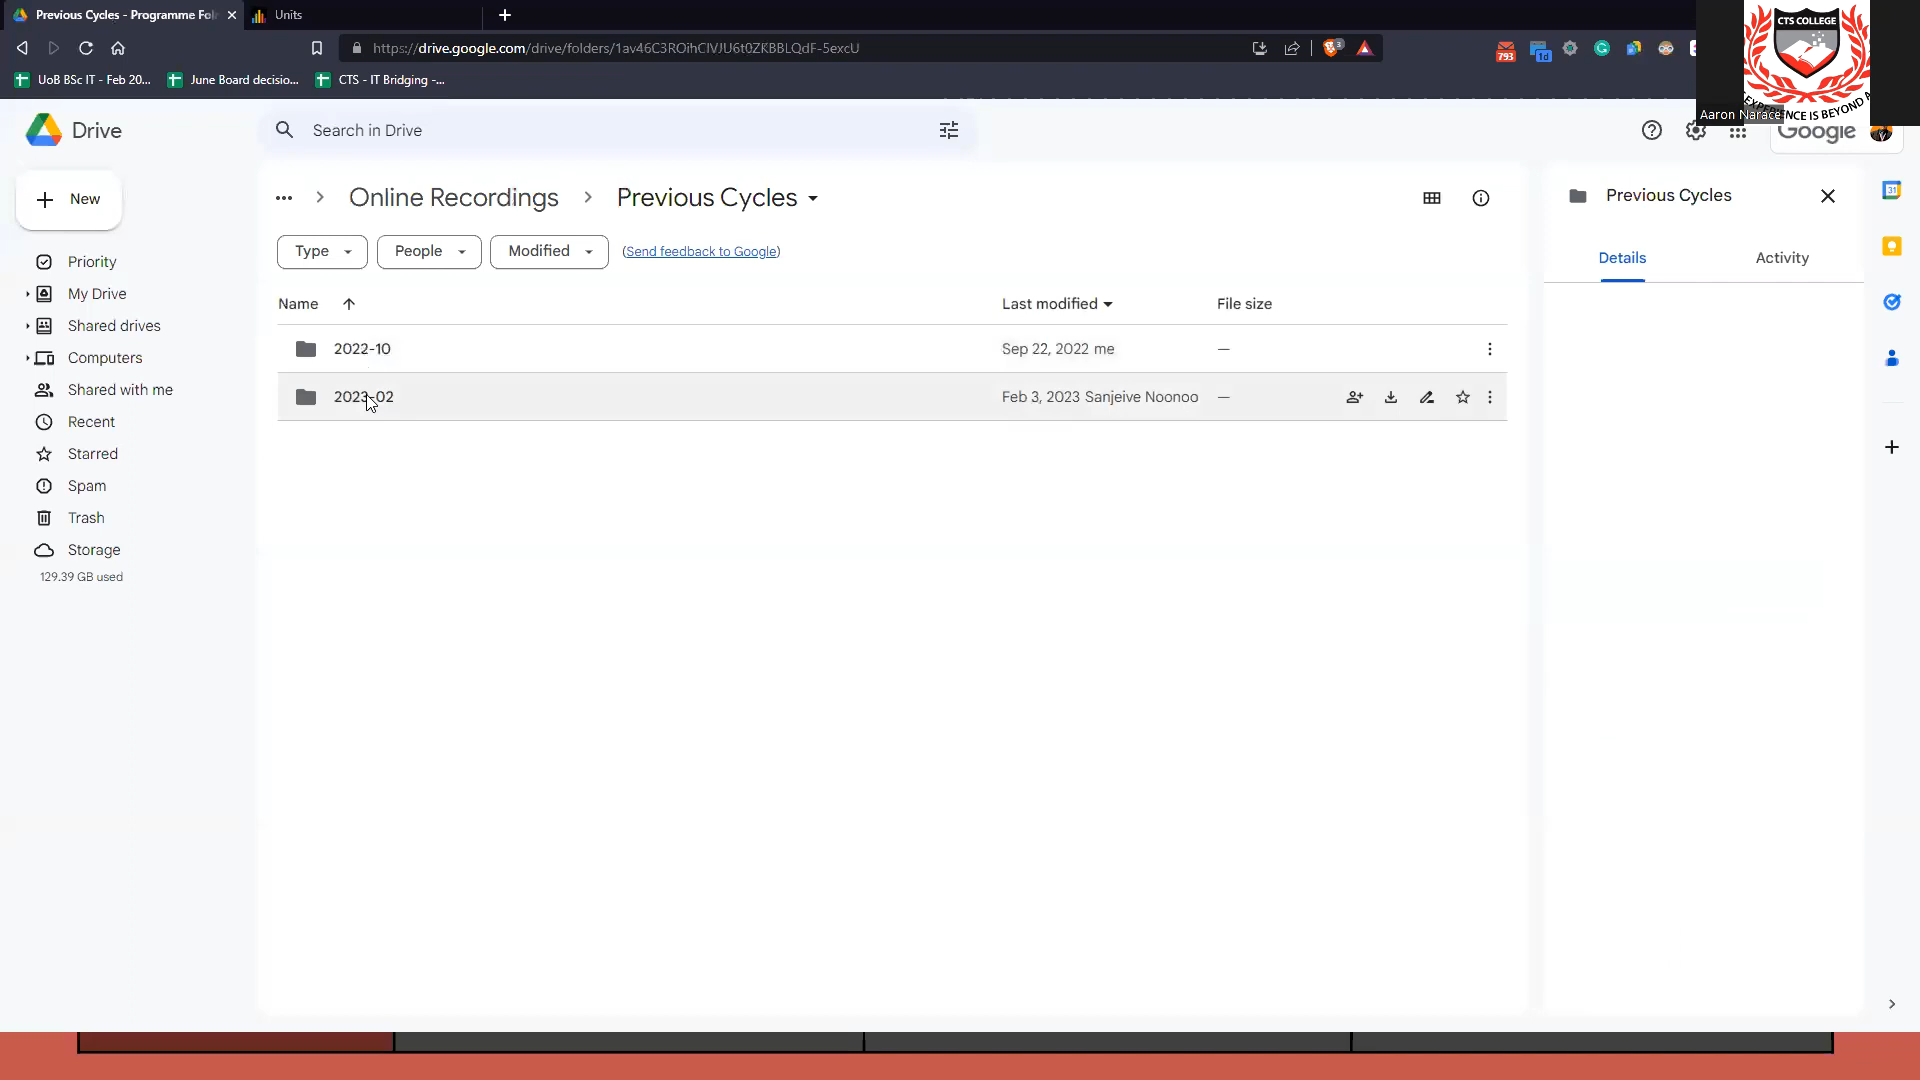 Previous Cycles - Programme Fol
Units
https://drive.google.com/drive/folders/1av46C3ROihCIVJU6t0ZKBBLQdF-5excU
793
3
1d
UoB BSc IT - Feb 20...
June Board decisio...
CTS - IT Bridging -...
CTS COLLEGE
EXPERIENCE IS BEYOND A
Aaron Narace
Drive
Search in Drive
Google
New
Online Recordings
Previous Cycles
Previous Cycles
31
Type
People
Modified
(Send feedback to Google)
Details
Activity
Priority
My Drive
Shared drives
Computers
Shared with me
Recent
Starred
Spam
Trash
Storage
129.39 GB used
Name
Last modified
File size
2022-10
Sep 22, 2022 me
—
2023-02
Feb 3, 2023 Sanjeive Noonoo
—